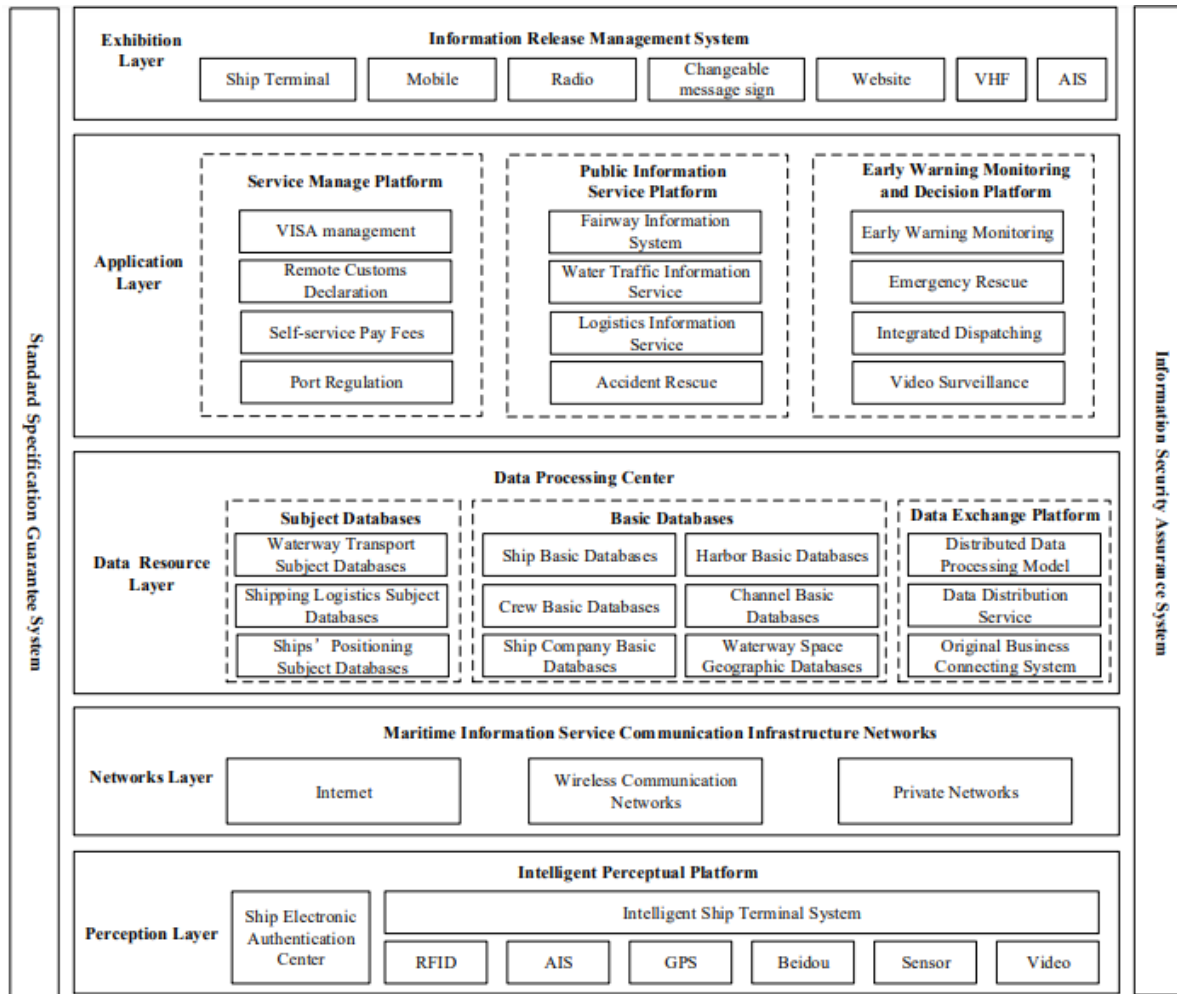 Standard Specification Guarantee System
Exhibition
Layer
Information Release Management System
Ship Terminal
Mobile
Radio
Changeable
message sign
Website
VHF
AIS
Application
Layer
Service Manage Platform
VISA management
Remote Customs
Declaration
Self-service Pay Fees
Port Regulation
Public Information
Service Platform
Fairway Information
System
Water Traffic Information
Service
Logistics Information
Service
Accident Rescue
Early Warning Monitoring
and Decision Platform
Early Warning Monitoring
Emergency Rescue
Integrated Dispatching
Video Surveillance
Data Resource
Layer
Data Processing Center
Subject Databases
Waterway Transport
Subject Databases
Shipping Logistics Subject
Databases
Ships’ Positioning
Subject Databases
Basic Databases
Ship Basic Databases
Harbor Basic Databases
Crew Basic Databases
Channel Basic
Databases
Ship Company Basic
Databases
Waterway Space
Geographic Databases
Data Exchange Platform
Distributed Data
Processing Model
Data Distribution
Service
Original Business
Connecting System
Networks Layer
Maritime Information Service Communication Infrastructure Networks
Internet
Wireless Communication
Networks
Private Networks
Perception Layer
Intelligent Perceptual Platform
Ship Electronic
Authentication
Center
Intelligent Ship Terminal System
RFID
AIS
GPS
Beidou
Sensor
Video
Information Security Assurance System